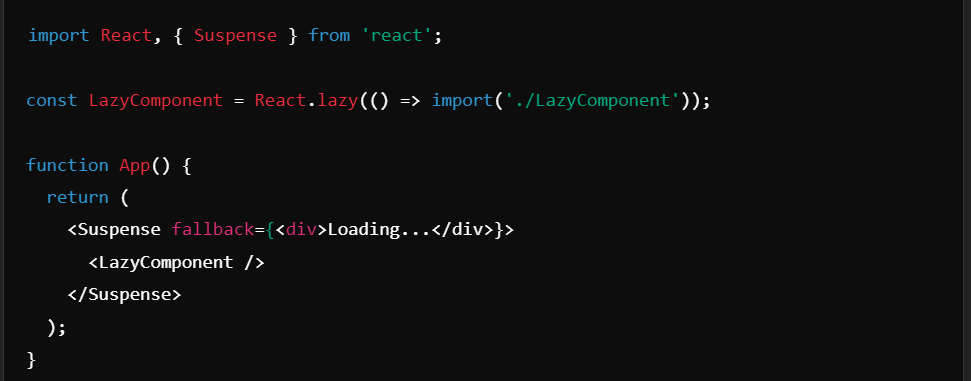 import React, { Suspense } from 'react';
const LazyComponent = React.lazy(() => import('./LazyComponent'));
function App() {
  return (
    <Suspense fallback={<div>Loading...</div>}>
      <LazyComponent />
    </Suspense>
  );
}